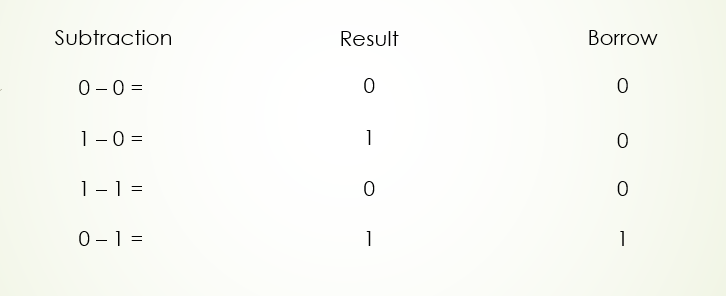 Subtraction Result Borrow
0 – 0 = 0 0
1 – 0 = 1 0
1 – 1 = 0 0
0 – 1 = 1 1